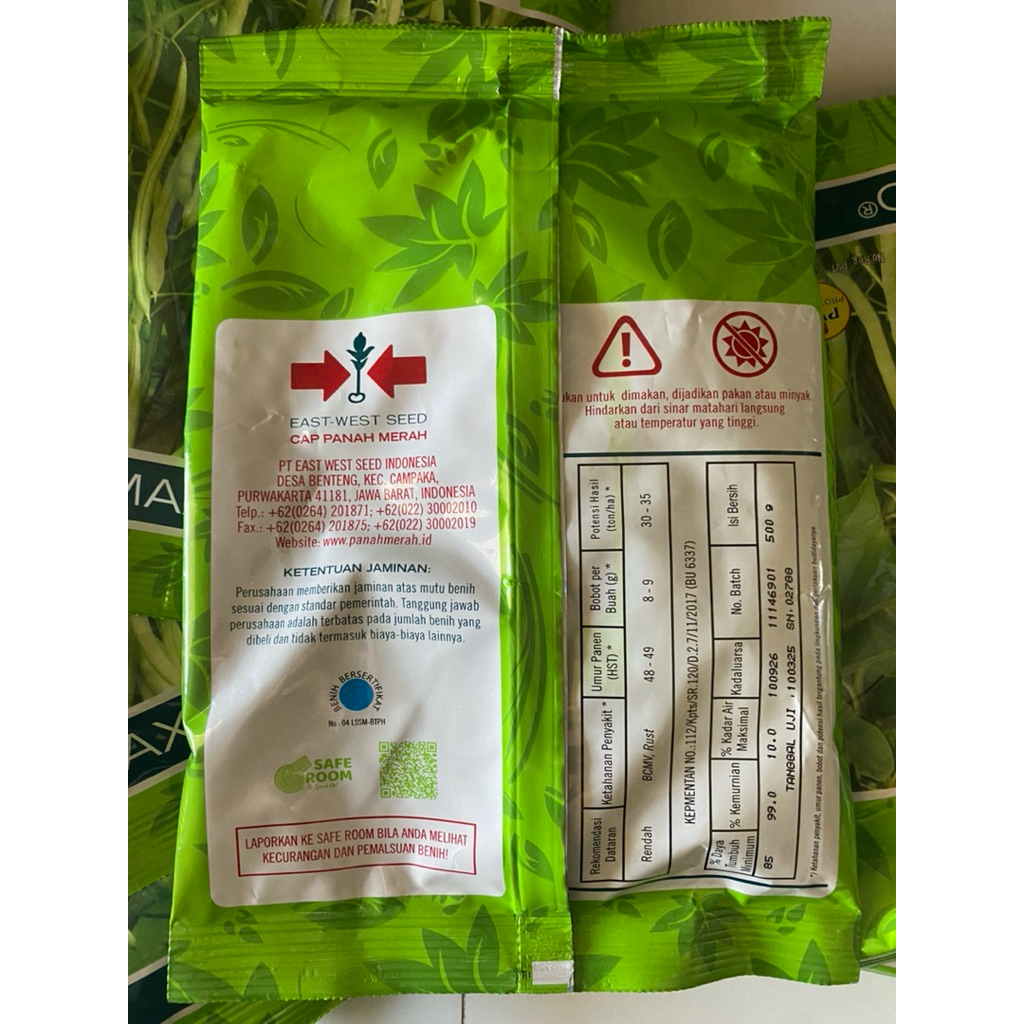 EAST-WEST SEED
CAP PANAH MERAH
PT EAST WEST SEED INDONESIA
DESA BENTENG, KEC. CAMPAKA,
PURWAKARTA 41181, JAWA BARAT, INDONESIA
Telp.: +62(0264) 201871; +62(022) 30002010
Fax.: +62(0264) 201875; +62(022) 30002019
Website: www.panahmerah.id
KETENTUAN JAMINAN:
Perusahaan memberikan jaminan atas mutu benih
sesuai dengan standar pemerintah. Tanggung jawab
perusahaan adalah terbatas pada jumlah benih yang
dibeli dan tidak termasuk biaya-biaya lainnya.
BENIH BERSERTIFIKAT
No : 04 LSSM-BTPH
SAFE
ROOM
LAPORKAN KE SAFE ROOM BILA ANDA MELIHAT
KECURANGAN DAN PEMALSUAN BENIH!
untuk dimakan, dijadikan pakan atau minyak.
Hindarkan dari sinar matahari langsung
atau temperatur yang tinggi.
Rekomendasi Dataran
Ketahanan Penyakit *
Umur Panen (HST) *
Bobot per Buah (g) *
Potensi Hasil (ton/ha) *
Rendah
BCMV, Rust
48 - 49
8 - 9
30 - 35
KEPMENTAN NO.:112/Kpts/SR.120/D.2.7/11/2017 (BU 6337)
% Daya Tumbuh Minimum
% Kemurnian
% Kadar Air Maksimal
Kadaluarsa
No. Batch
Isi Bersih
85
99.0
10.0
100926
11146901
500 g
TANGGAL UJI :100325
SN.02788
MA
AX
O®